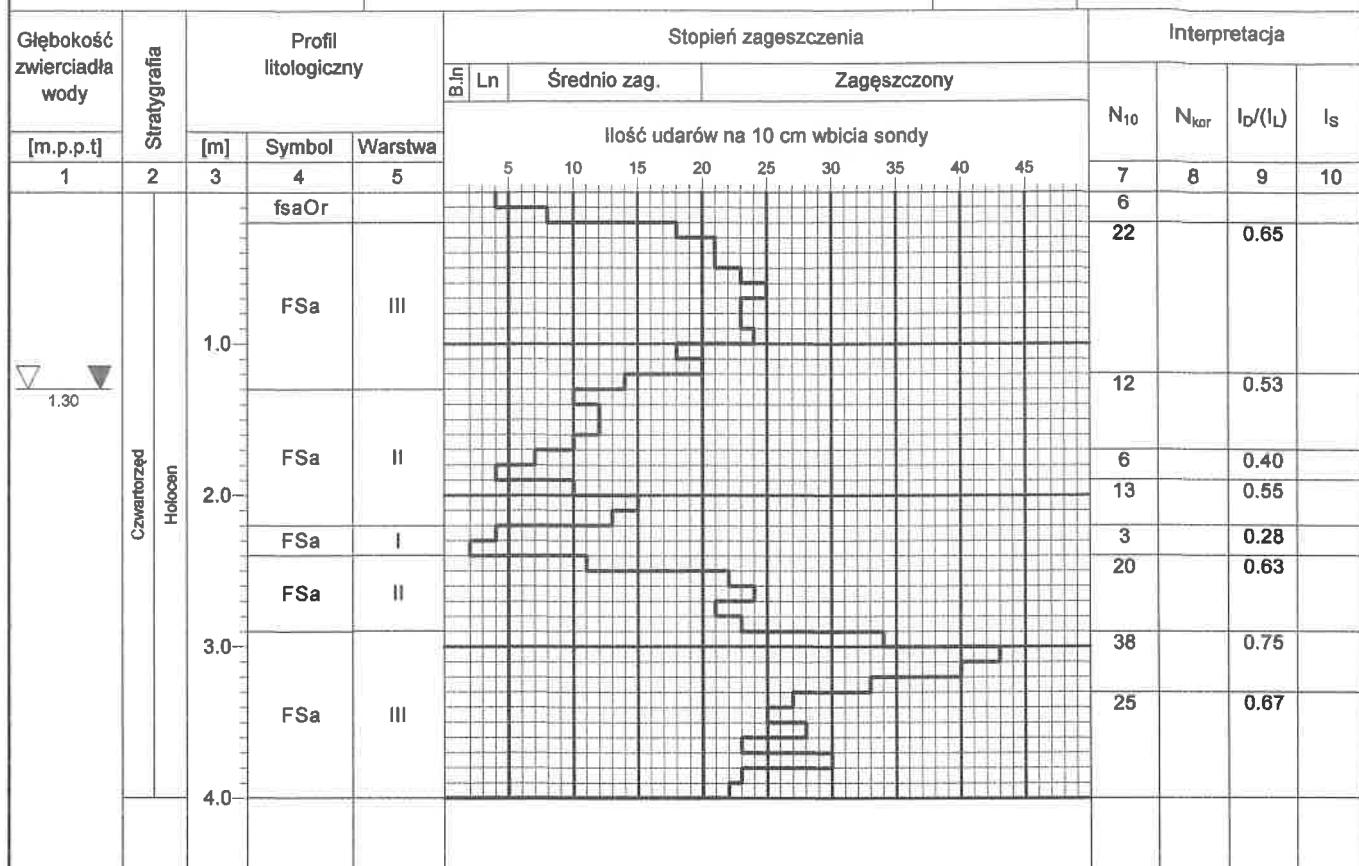 Głębokość zwierciadła wody
Stratygrafia
Profil litologiczny
Stopień zagęszczenia
Interpretacja
B.ln Ln Średnio zag. Zagęszczony
Ilość udarów na 10 cm wbicia sondy
N10 Nkor ID/(IL) IS
[m.p.p.t] [m] Symbol Warstwa
5 10 15 20 25 30 35 40 45
1 2 3 4 5 7 8 9 10
fsaOr 6
22 0.65
FSa III
1.0
1.30
12 0.53
Czwartorzęd
Holocen
FSa II 6 0.40
2.0 13 0.55
FSa I 3 0.28
20 0.63
FSa II
3.0 38 0.75
25 0.67
FSa III
4.0